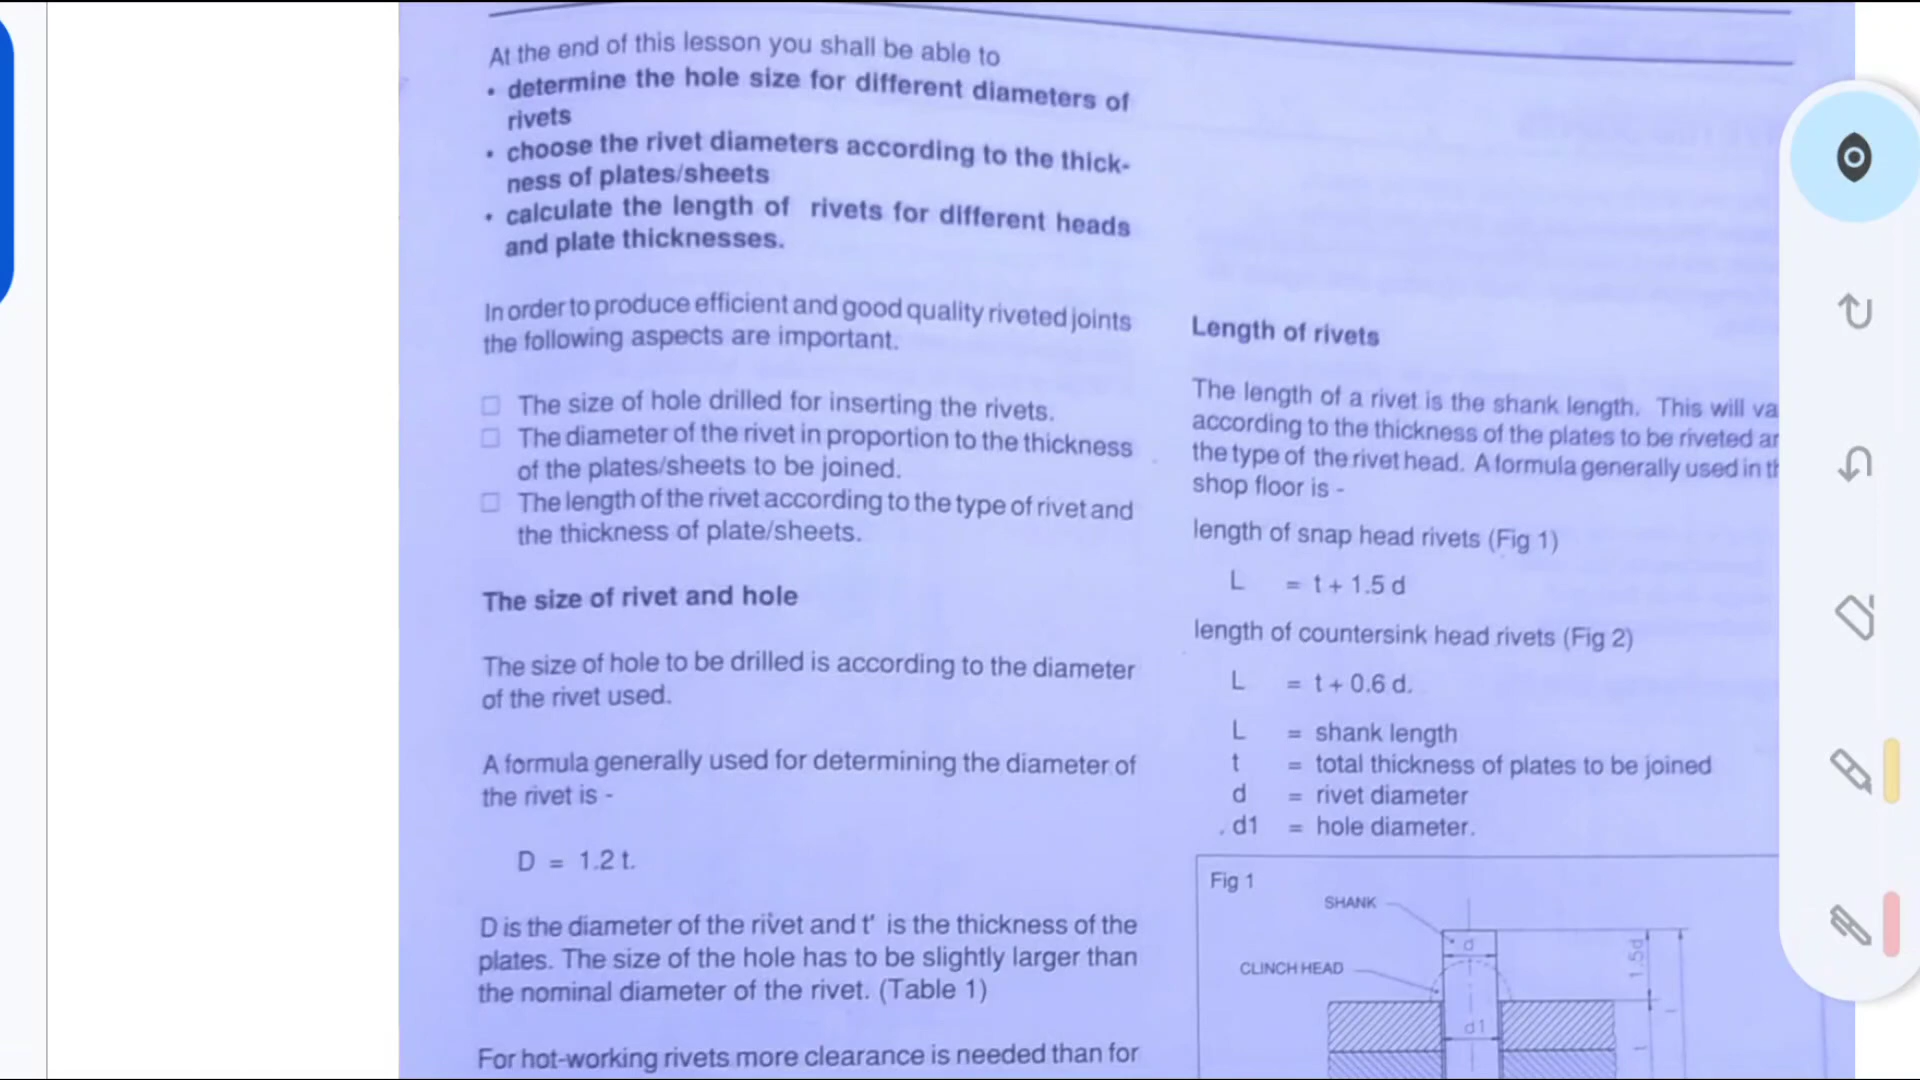 At the end of this lesson you shall be able to
• determine the hole size for different diameters of
rivets
• choose the rivet diameters according to the thick-
ness of plates/sheets
• calculate the length of rivets for different heads
and plate thicknesses.
In order to produce efficient and good quality riveted joints
the following aspects are important.
The size of hole drilled for inserting the rivets.
The diameter of the rivet in proportion to the thickness
of the plates/sheets to be joined.
The length of the rivet according to the type of rivet and
the thickness of plate/sheets.
The size of rivet and hole
The size of hole to be drilled is according to the diameter
of the rivet used.
A formula generally used for determining the diameter of
the rivet is -
D = 1.2 t.
D is the diameter of the rivet and t' is the thickness of the
plates. The size of the hole has to be slightly larger than
the nominal diameter of the rivet. (Table 1)
For hot-working rivets more clearance is needed than for
Length of rivets
The length of a rivet is the shank length. This will va
according to the thickness of the plates to be riveted ar
the type of the rivet head. A formula generally used in th
shop floor is -
length of snap head rivets (Fig 1)
L = t + 1.5 d
length of countersink head rivets (Fig 2)
L = t + 0.6 d.
L = shank length
t = total thickness of plates to be joined
d = rivet diameter
d1 = hole diameter.
Fig 1
SHANK
d
1.5d
CLINCH HEAD
d1
l
t